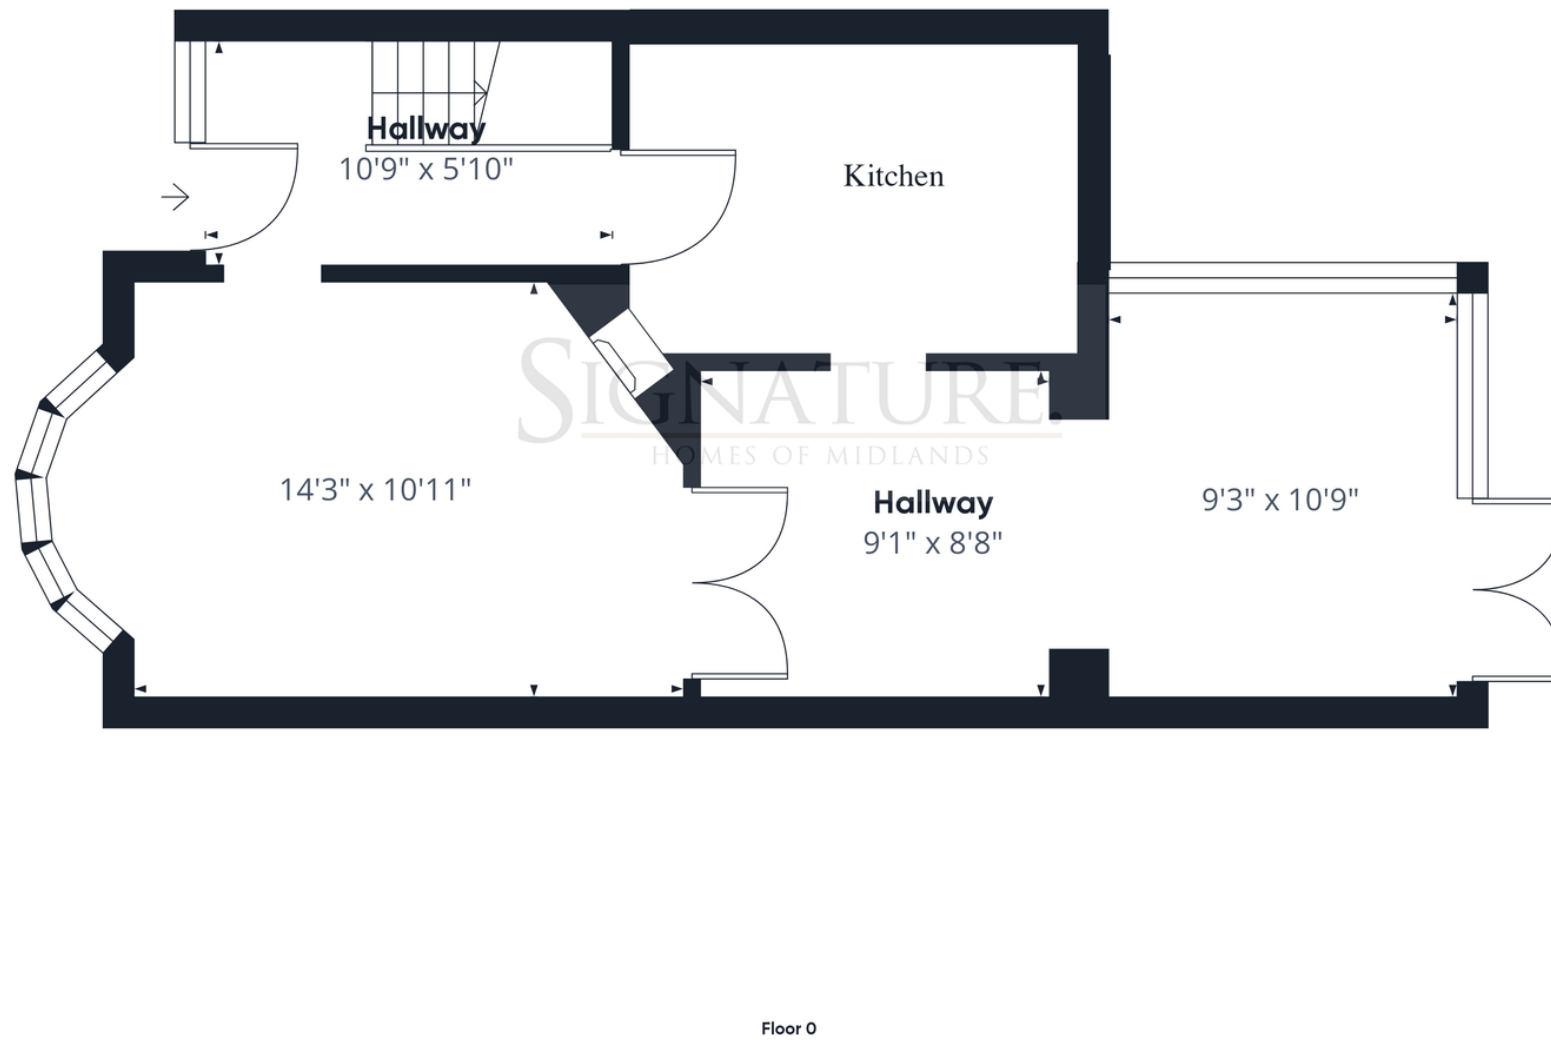 Hallway
10'9" x 5'10"
Kitchen
SIGNATURE.
HOMES OF MIDLANDS
14'3" x 10'11"
Hallway
9'1" x 8'8"
9'3" x 10'9"
Floor 0